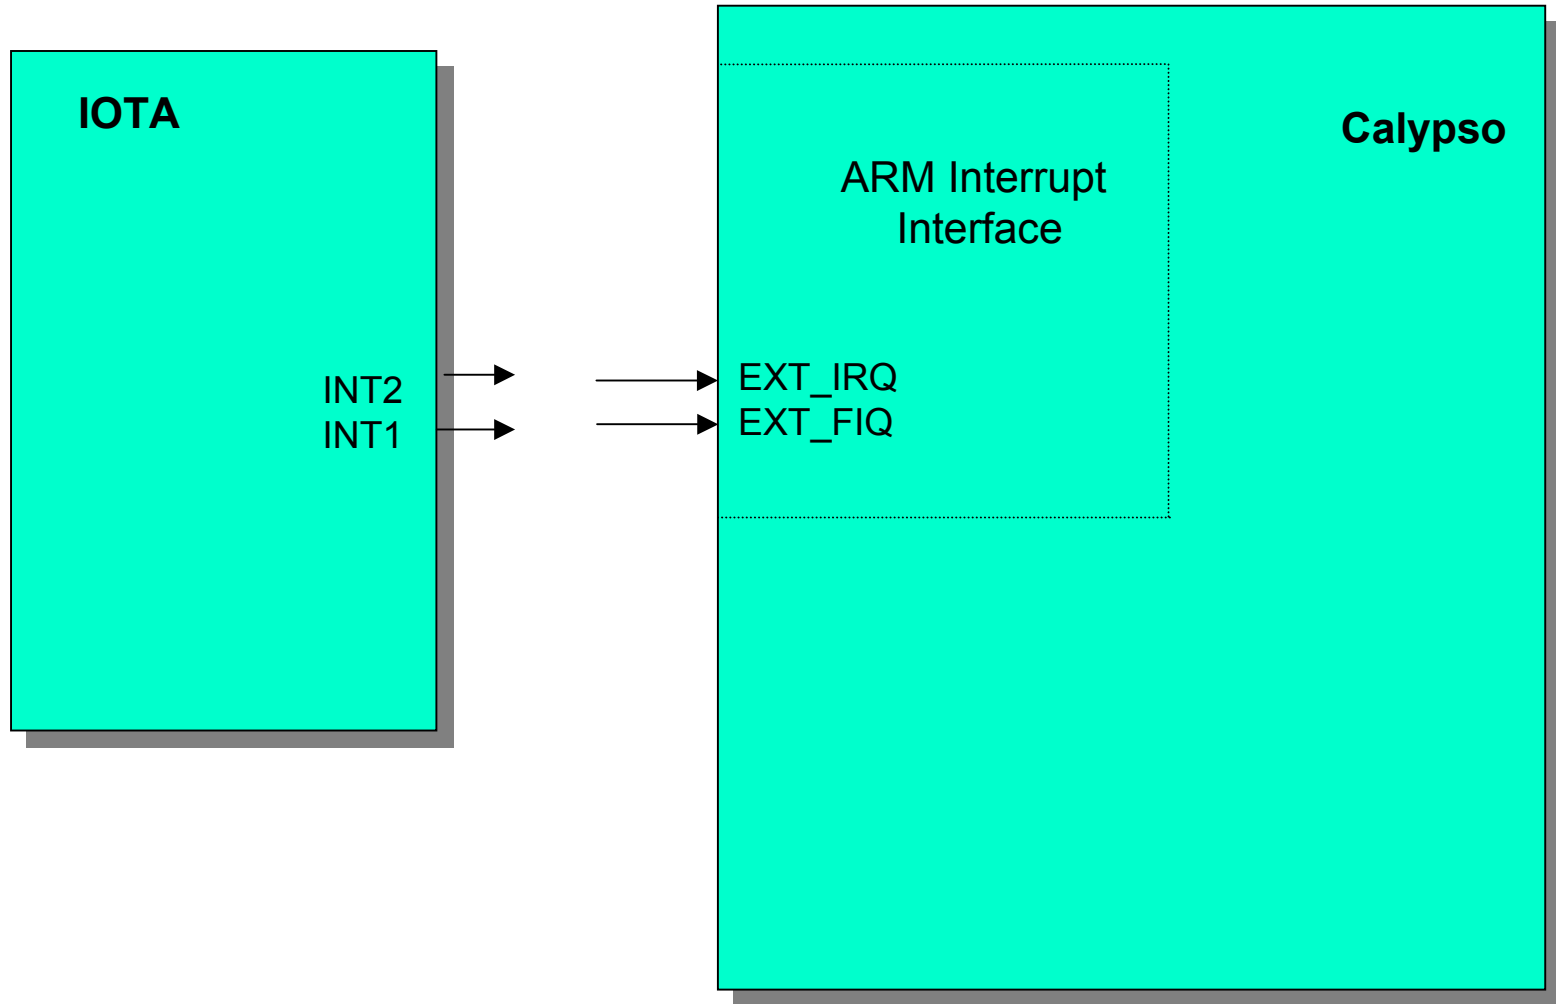 IOTA
INT2
INT1
Calypso
ARM Interrupt
Interface
EXT_IRQ
EXT_FIQ